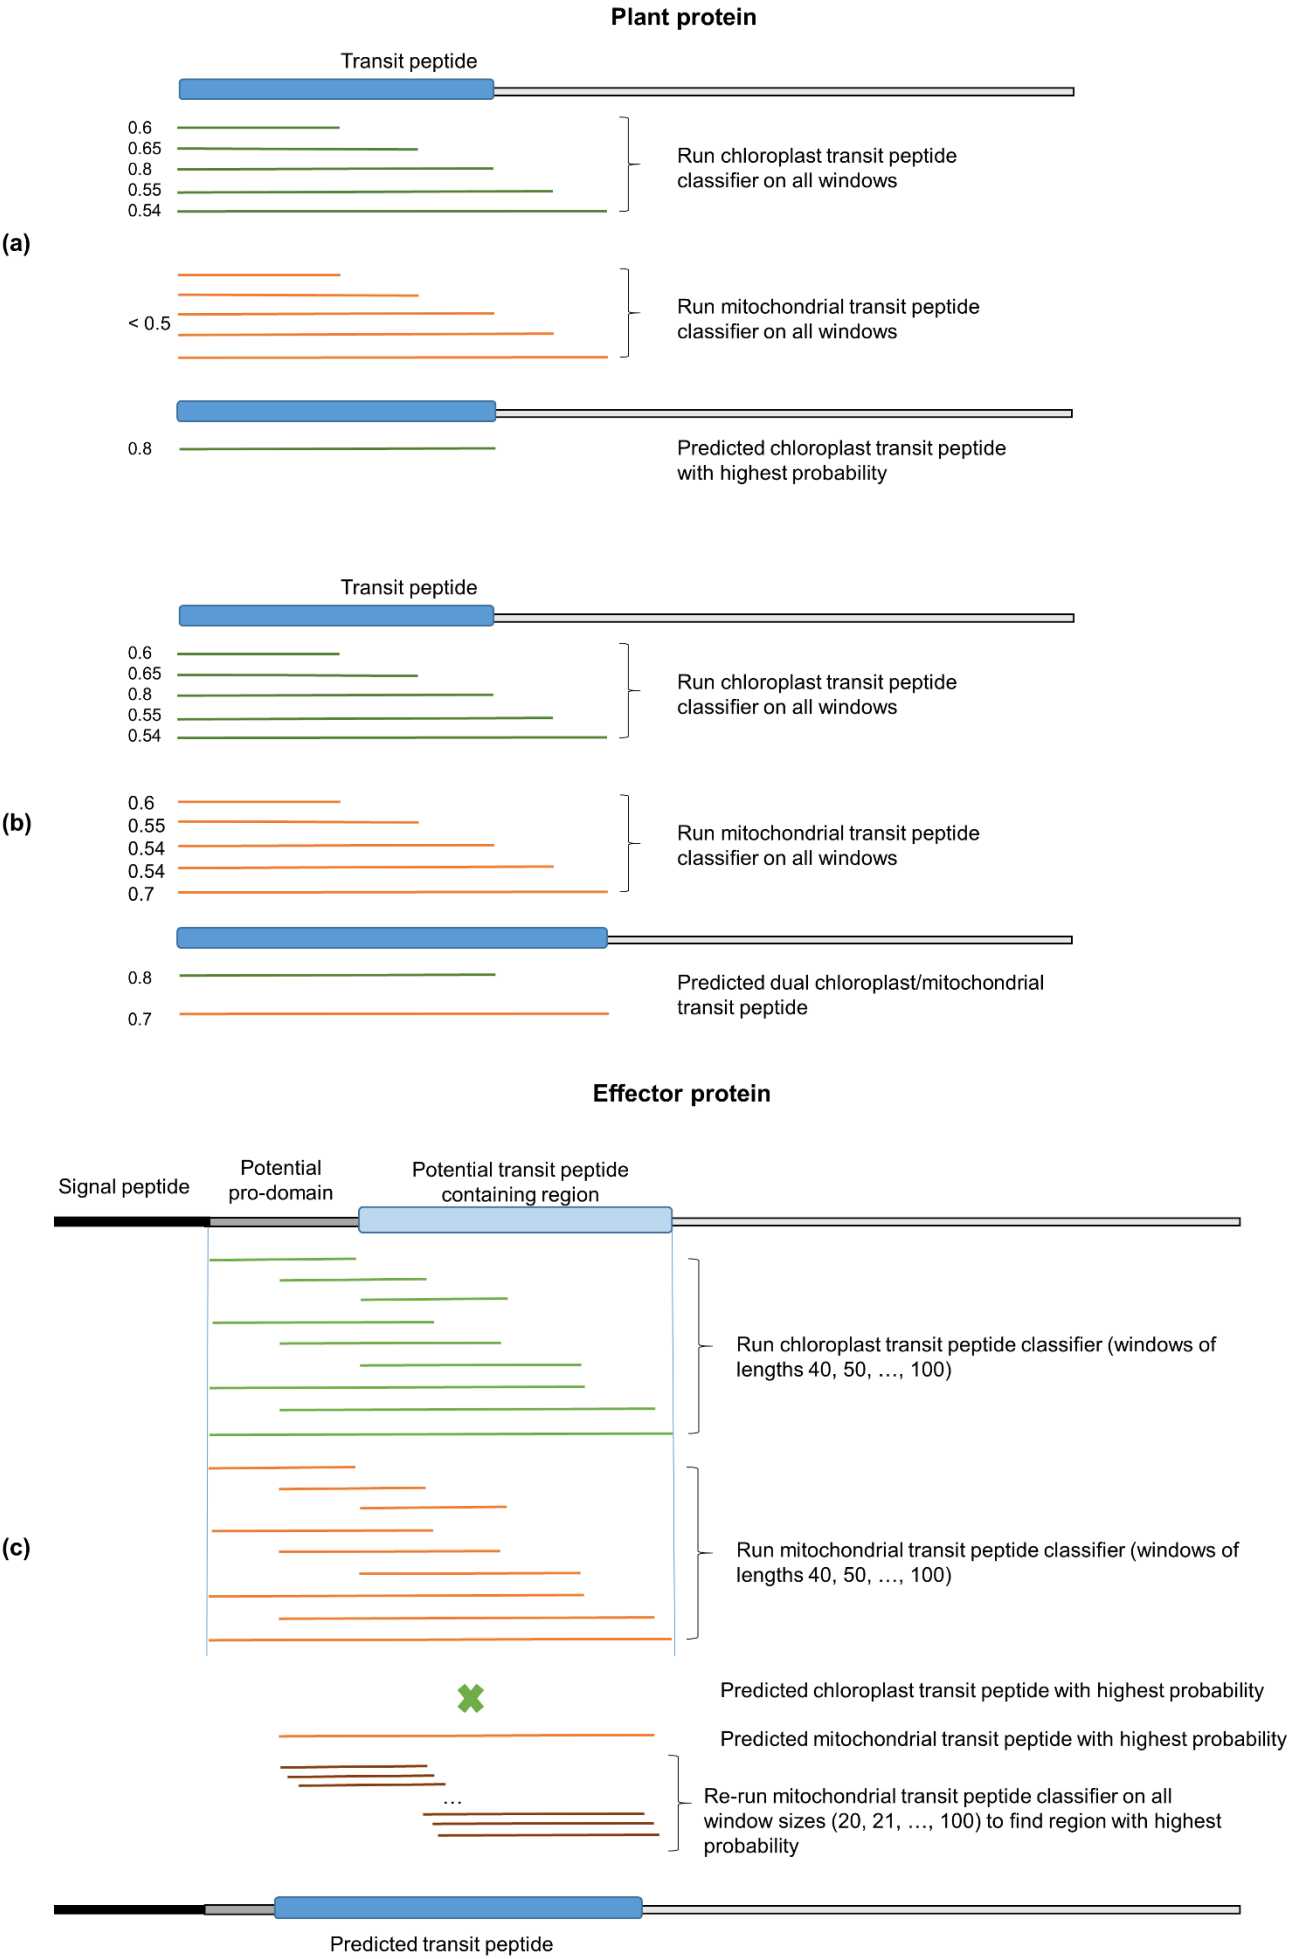 Plant protein
Transit peptide
0.6
0.65
0.8
0.55
0.54
Run chloroplast transit peptide
classifier on all windows
(a)
< 0.5
Run mitochondrial transit peptide
classifier on all windows
0.8
Predicted chloroplast transit peptide
with highest probability
Transit peptide
0.6
0.65
0.8
0.55
0.54
Run chloroplast transit peptide
classifier on all windows
(b)
0.6
0.55
0.54
0.54
0.7
Run mitochondrial transit peptide
classifier on all windows
0.8
0.7
Predicted dual chloroplast/mitochondrial
transit peptide
Effector protein
Signal peptide
Potential
pro-domain
Potential transit peptide
containing region
Run chloroplast transit peptide classifier (windows of
lengths 40, 50, …, 100)
(c)
Run mitochondrial transit peptide classifier (windows of
lengths 40, 50, …, 100)
Predicted chloroplast transit peptide with highest probability
Predicted mitochondrial transit peptide with highest probability
…
Re-run mitochondrial transit peptide classifier on all
window sizes (20, 21, …, 100) to find region with highest
probability
Predicted transit peptide